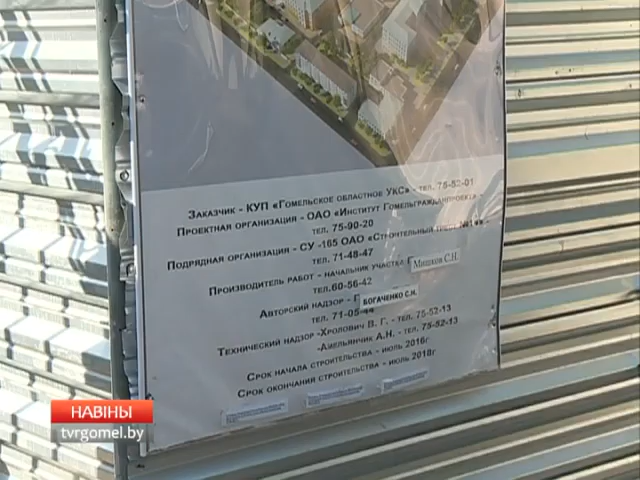 Заказчик - КУП «Гомельское областное УКС» - тел. 75-52-01
Проектная организация - ОАО «Институт Гомельгражданпроект» -
тел. 75-90-20
Подрядная организация - СУ -165 ОАО «Строительный трест №14» -
тел. 71-48-47
Производитель работ - начальник участка Мишков С.Н.
тел.60-56-42
Авторский надзор - БОГАЧЕНКО С.Н.
тел. 71-05-44
Технический надзор -Хролович В. Г. - тел. 75-52-13
-Амельянчик А.Н. - тел. 75-52-13
Срок начала строительства - июль 2016г
Срок окончания строительства - июль 2018г
НАВІНЫ
tvrgomel.by